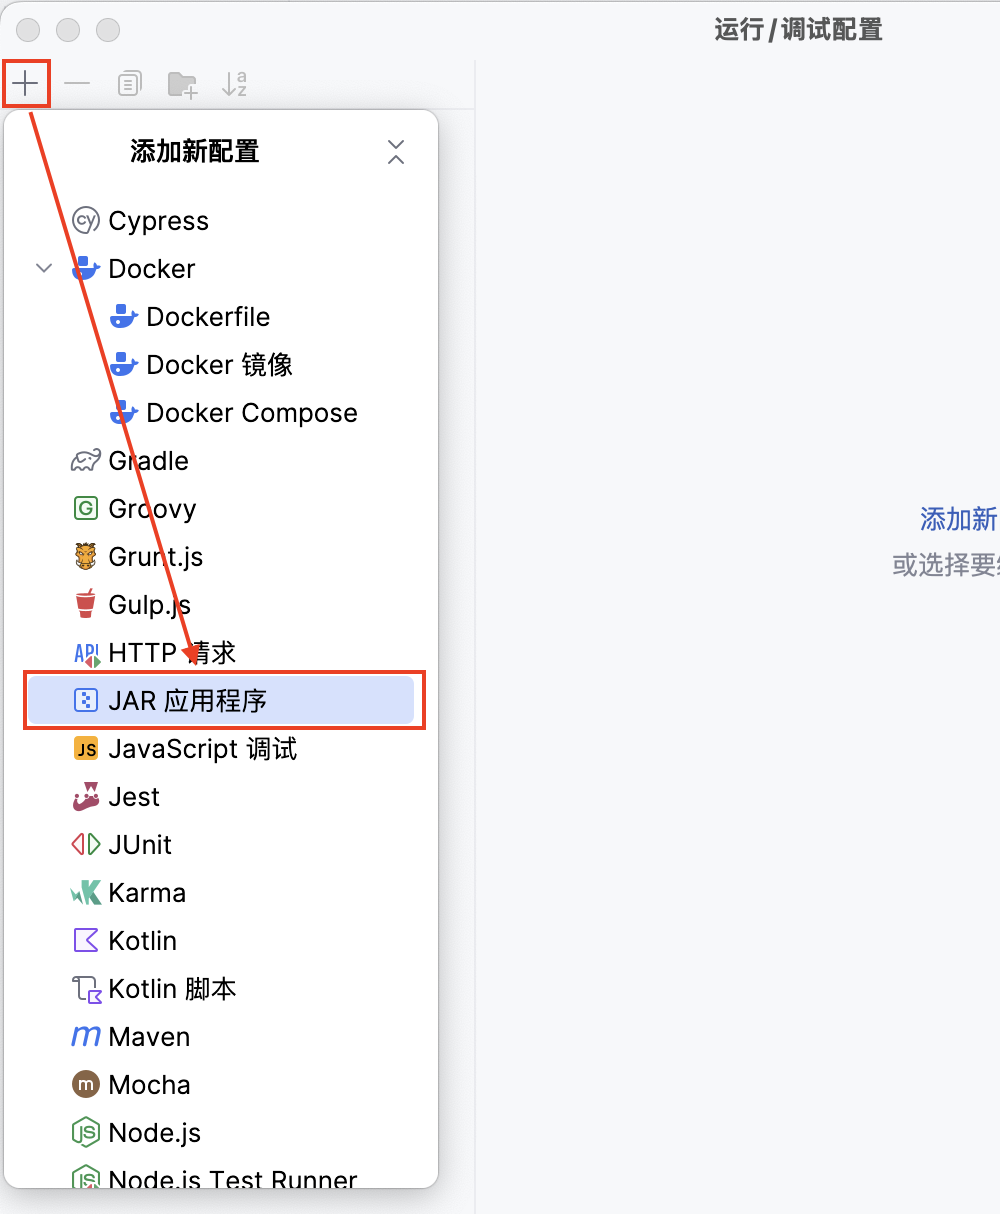 运行/调试配置
添加新配置
Cypress
Docker
Dockerfile
Docker 镜像
Docker Compose
Gradle
Groovy
Grunt.js
Gulp.js
HTTP 请求
JAR 应用程序
JavaScript 调试
Jest
JUnit
Karma
Kotlin
Kotlin 脚本
Maven
Mocha
Node.js
Node.js Test Runner
添加新
或选择要